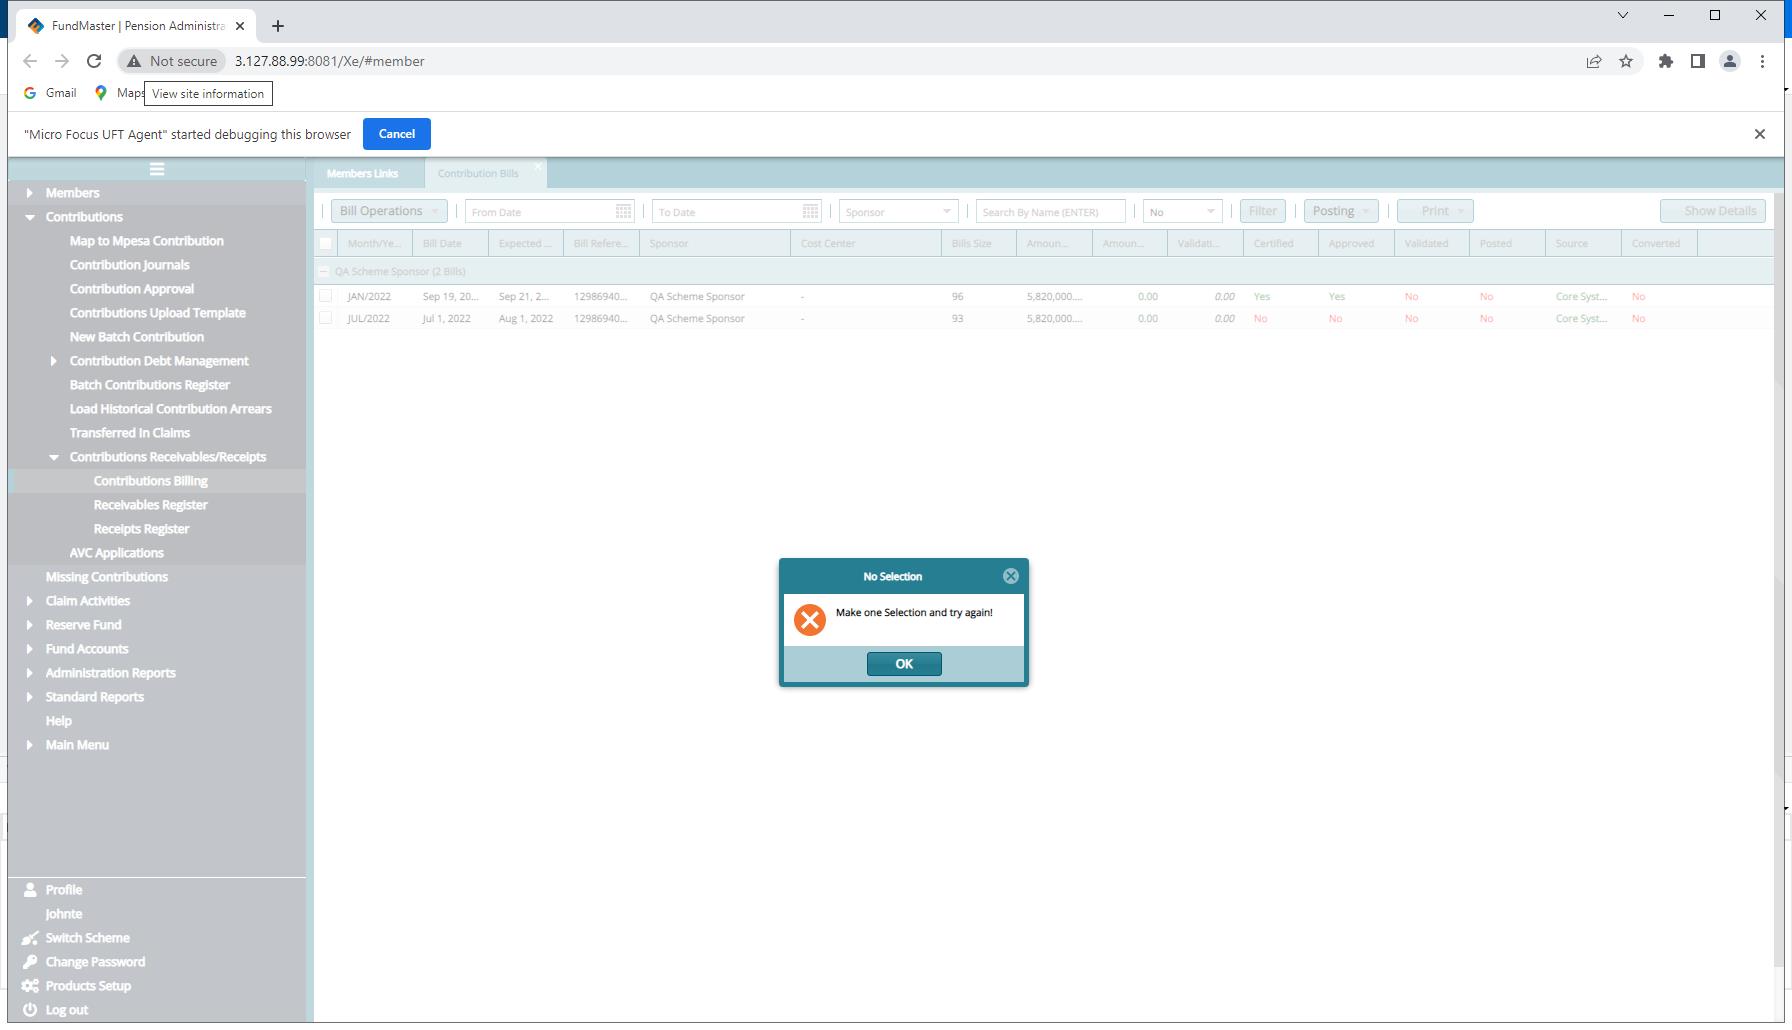 FundMaster | Pension Administra
Not secure
3.127.88.99:8081/Xe/#member
Gmail
Maps
View site information
"Micro Focus UFT Agent" started debugging this browser
Cancel
Members
Contributions
Map to Mpesa Contribution
Contribution Journals
Contribution Approval
Contributions Upload Template
New Batch Contribution
Contribution Debt Management
Batch Contributions Register
Load Historical Contribution Arrears
Transferred In Claims
Contributions Receivables/Receipts
Contributions Billing
Receivables Register
Receipts Register
AVC Applications
Missing Contributions
Claim Activities
Reserve Fund
Fund Accounts
Administration Reports
Standard Reports
Help
Main Menu
Profile
Johnte
Switch Scheme
Change Password
Products Setup
Log out
Members Links
Contribution Bills
Bill Operations
From Date
To Date
Sponsor
Search By Name (ENTER)
No
Filter
Posting
Print
Show Details
Month/Ye... Bill Date Expected ... Bill Refere... Sponsor Cost Center Bills Size Amoun... Amoun... Validati... Certified Approved Validated Posted Source Converted
QA Scheme Sponsor (2 Bills)
JAN/2022 Sep 19, 20... Sep 21, 2... 12986940... QA Scheme Sponsor - 96 5,820,000.... 0.00 0.00 Yes Yes No No Core Syst... No
JUL/2022 Jul 1, 2022 Aug 1, 2022 12986940... QA Scheme Sponsor - 93 5,820,000.... 0.00 0.00 No No No No Core Syst... No
No Selection
Make one Selection and try again!
OK